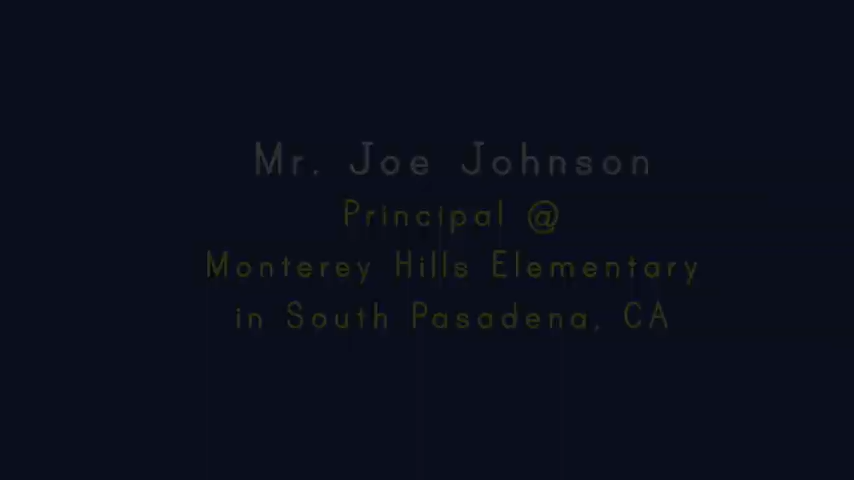 Mr. Joe Johnson
Principal @
Monterey Hills Elementary
in South Pasadena, CA